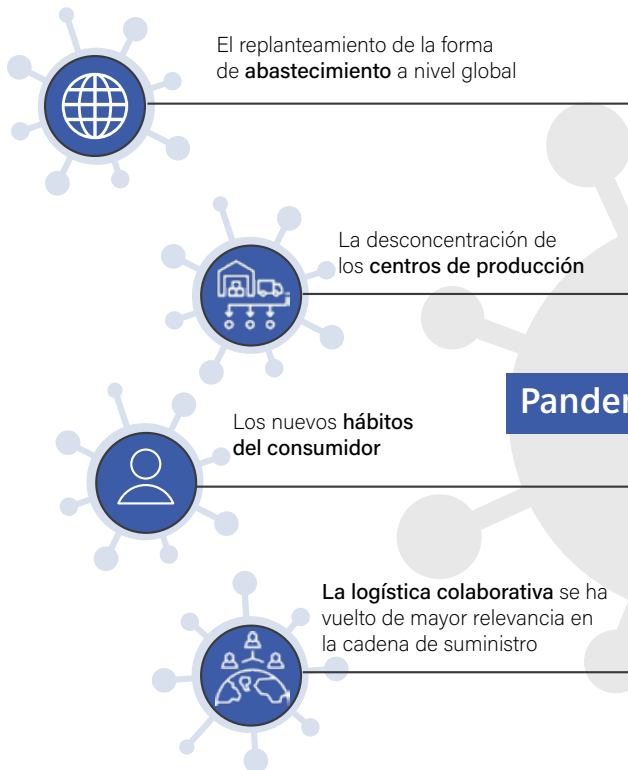 El replanteamiento de la forma
de abastecimiento a nivel global
La desconcentración de
los centros de producción
Pander
Los nuevos hábitos
del consumidor
La logística colaborativa se ha
vuelto de mayor relevancia en
la cadena de suministro